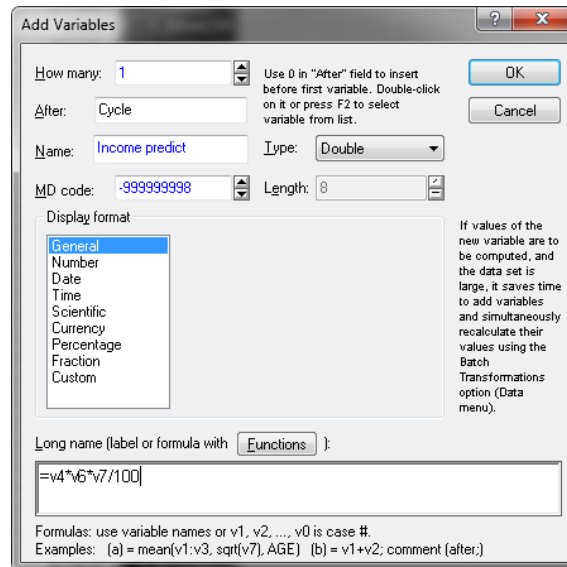 Add Variables
How many: 1
Use 0 in "After" field to insert
before first variable. Double-click
on it or press F2 to select
variable from list.
OK
After: Cycle
Cancel
Name: Income predict
Type: Double
MD code: -999999998
Length: 8
Display format
General
Number
Date
Time
Scientific
Currency
Percentage
Fraction
Custom
If values of the
new variable are to
be computed, and
the data set is
large, it saves time
to add variables
and simultaneously
recalculate their
values using the
Batch
Transformations
option (Data
menu).
Long name (label or formula with Functions ):
=v4*v6*v7/100
Formulas: use variable names or v1, v2, ..., v0 is case #.
Examples: (a) = mean(v1:v3, sqrt(v7), AGE) (b) = v1+v2; comment (after;)